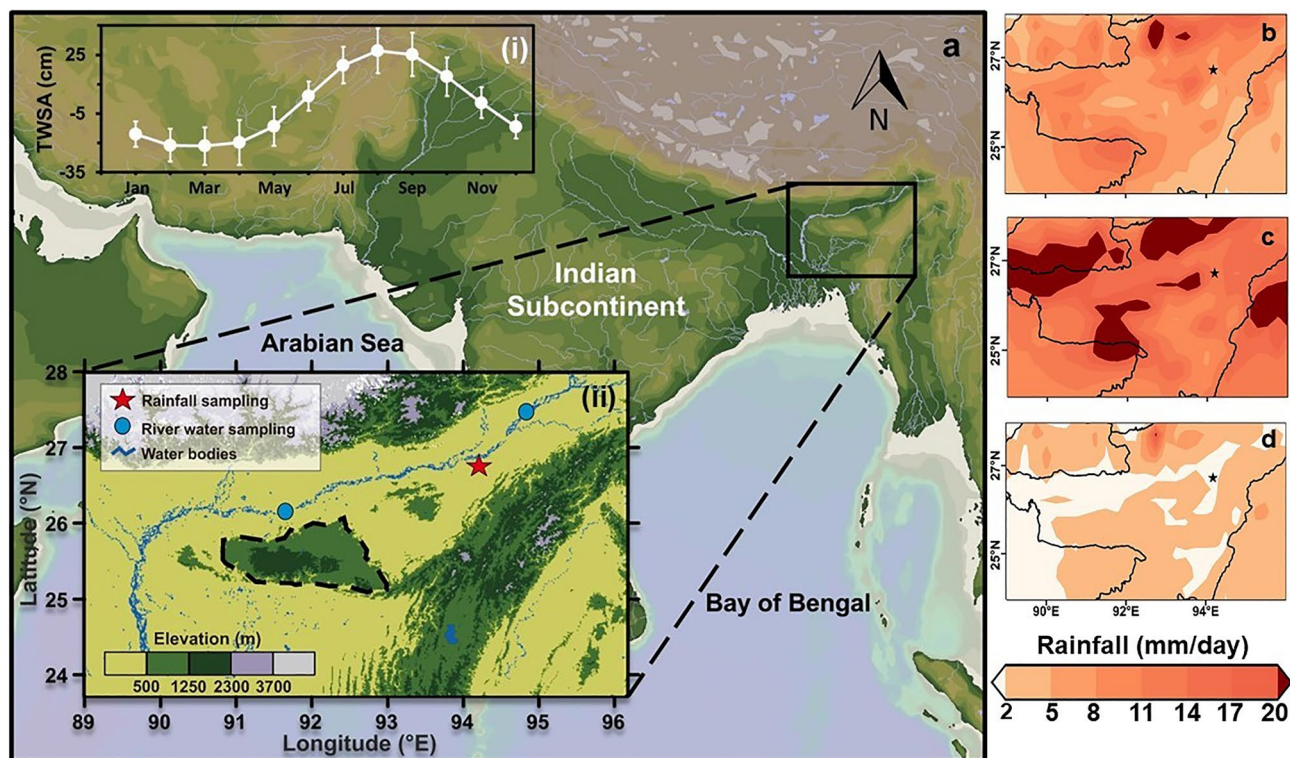 (i)
TWSA (cm)
25
-5
-35
Jan
Mar
May
Jul
Sep
Nov
a
N
Indian
Subcontinent
Arabian Sea
Bay of Bengal
(ii)
Rainfall sampling
River water sampling
Water bodies
Latitude (°N)
28
27
26
25
24
Elevation (m)
500 1250 2300 3700
89 90 91 92 93 94 95 96
Longitude (°E)
b
27°N
25°N
c
27°N
25°N
d
27°N
25°N
90°E 92°E 94°E
Rainfall (mm/day)
2 5 8 11 14 17 20